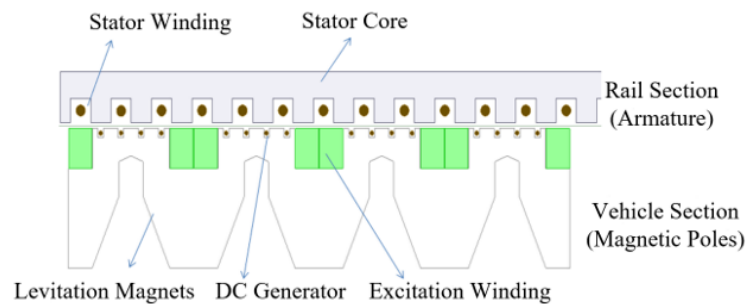 Stator Winding
Stator Core
Rail Section
(Armature)
Vehicle Section
(Magnetic Poles)
Levitation Magnets
DC Generator
Excitation Winding